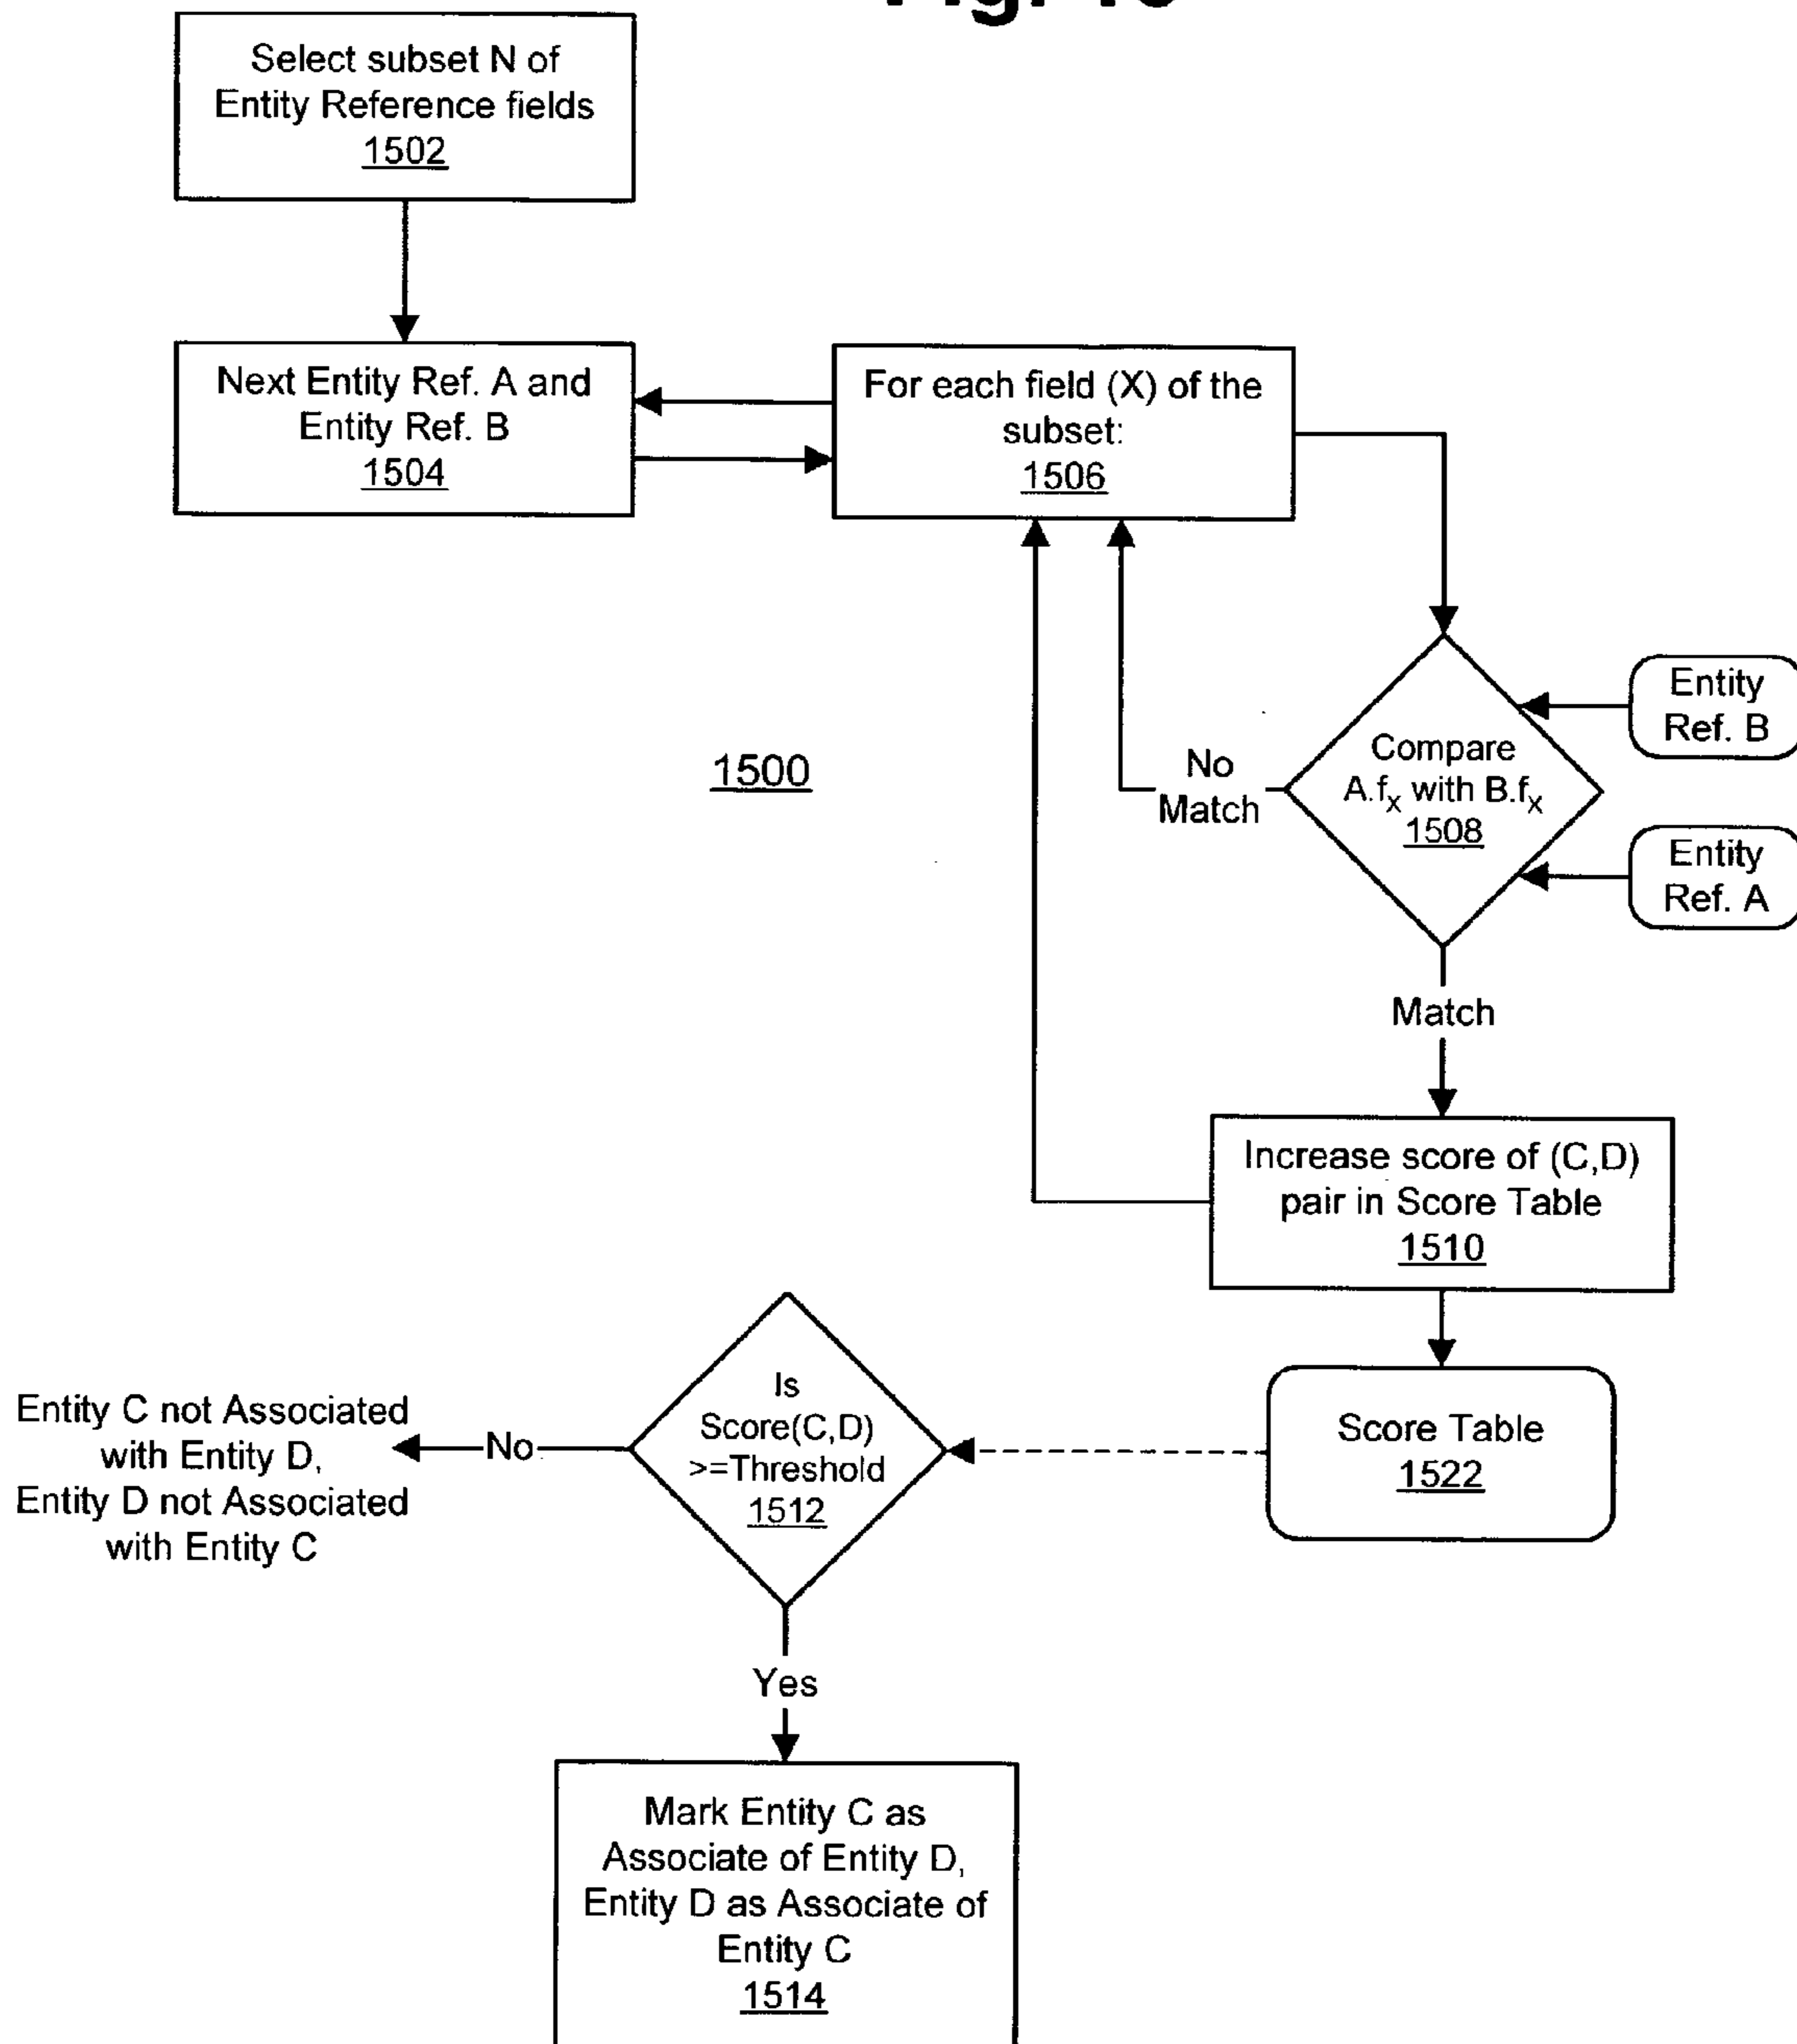 Select subset N of
Entity Reference fields
1502
Next Entity Ref. A and
Entity Ref. B
1504
For each field (X) of the
subset:
1506
Entity
Ref. B
Compare
A.fx with B.fx
1508
No
Match
1500
Entity
Ref. A
Match
Increase score of (C,D)
pair in Score Table
1510
Score Table
1522
Is
Score(C,D)
>=Threshold
1512
No
Entity C not Associated
with Entity D,
Entity D not Associated
with Entity C
Yes
Mark Entity C as
Associate of Entity D,
Entity D as Associate of
Entity C
1514